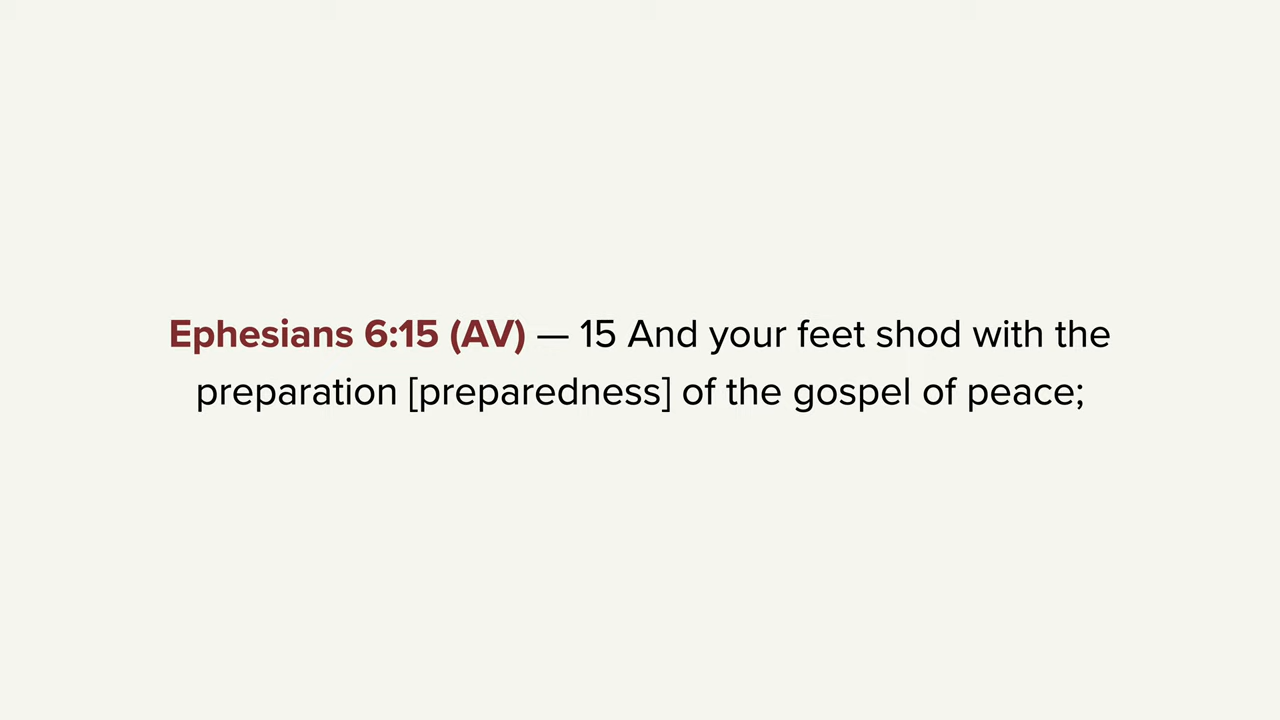 Ephesians 6:15 (AV) — 15 And your feet shod with the
preparation [preparedness] of the gospel of peace;